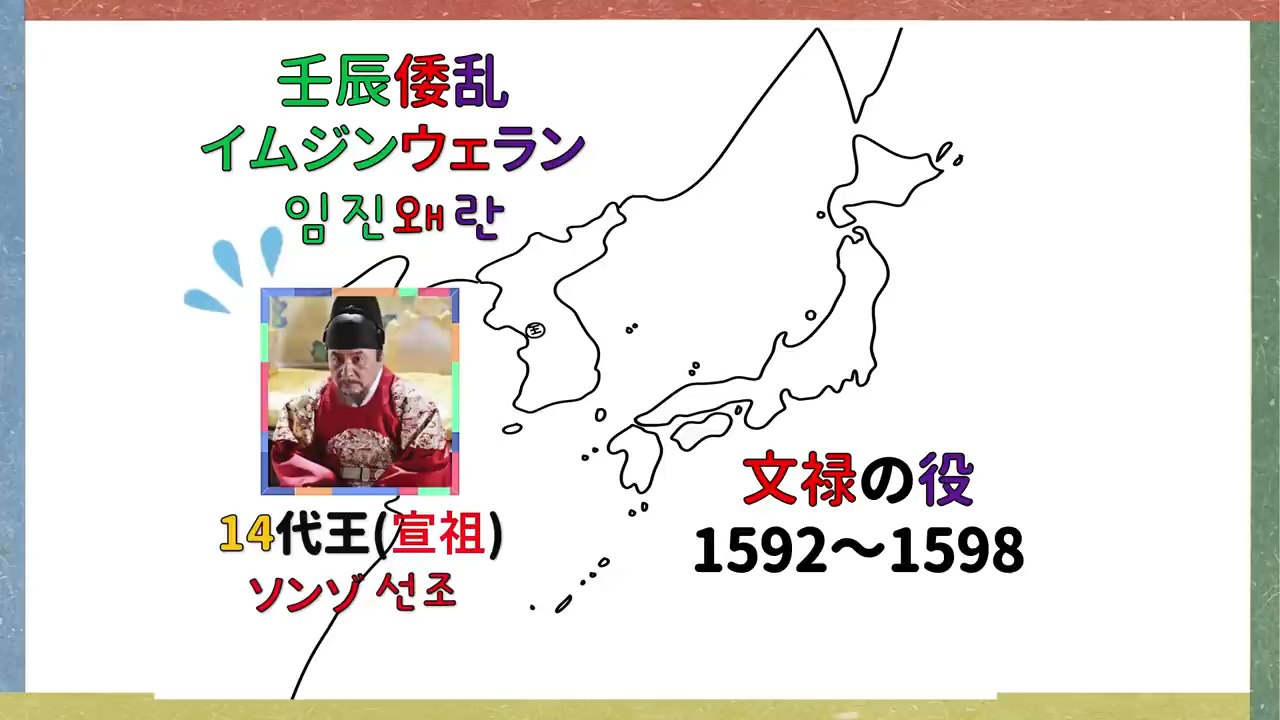 壬辰倭乱
イムジンウェラン
임진왜란
王
14代王(宣祖)
ソンゾ 선조
文禄の役
1592～1598